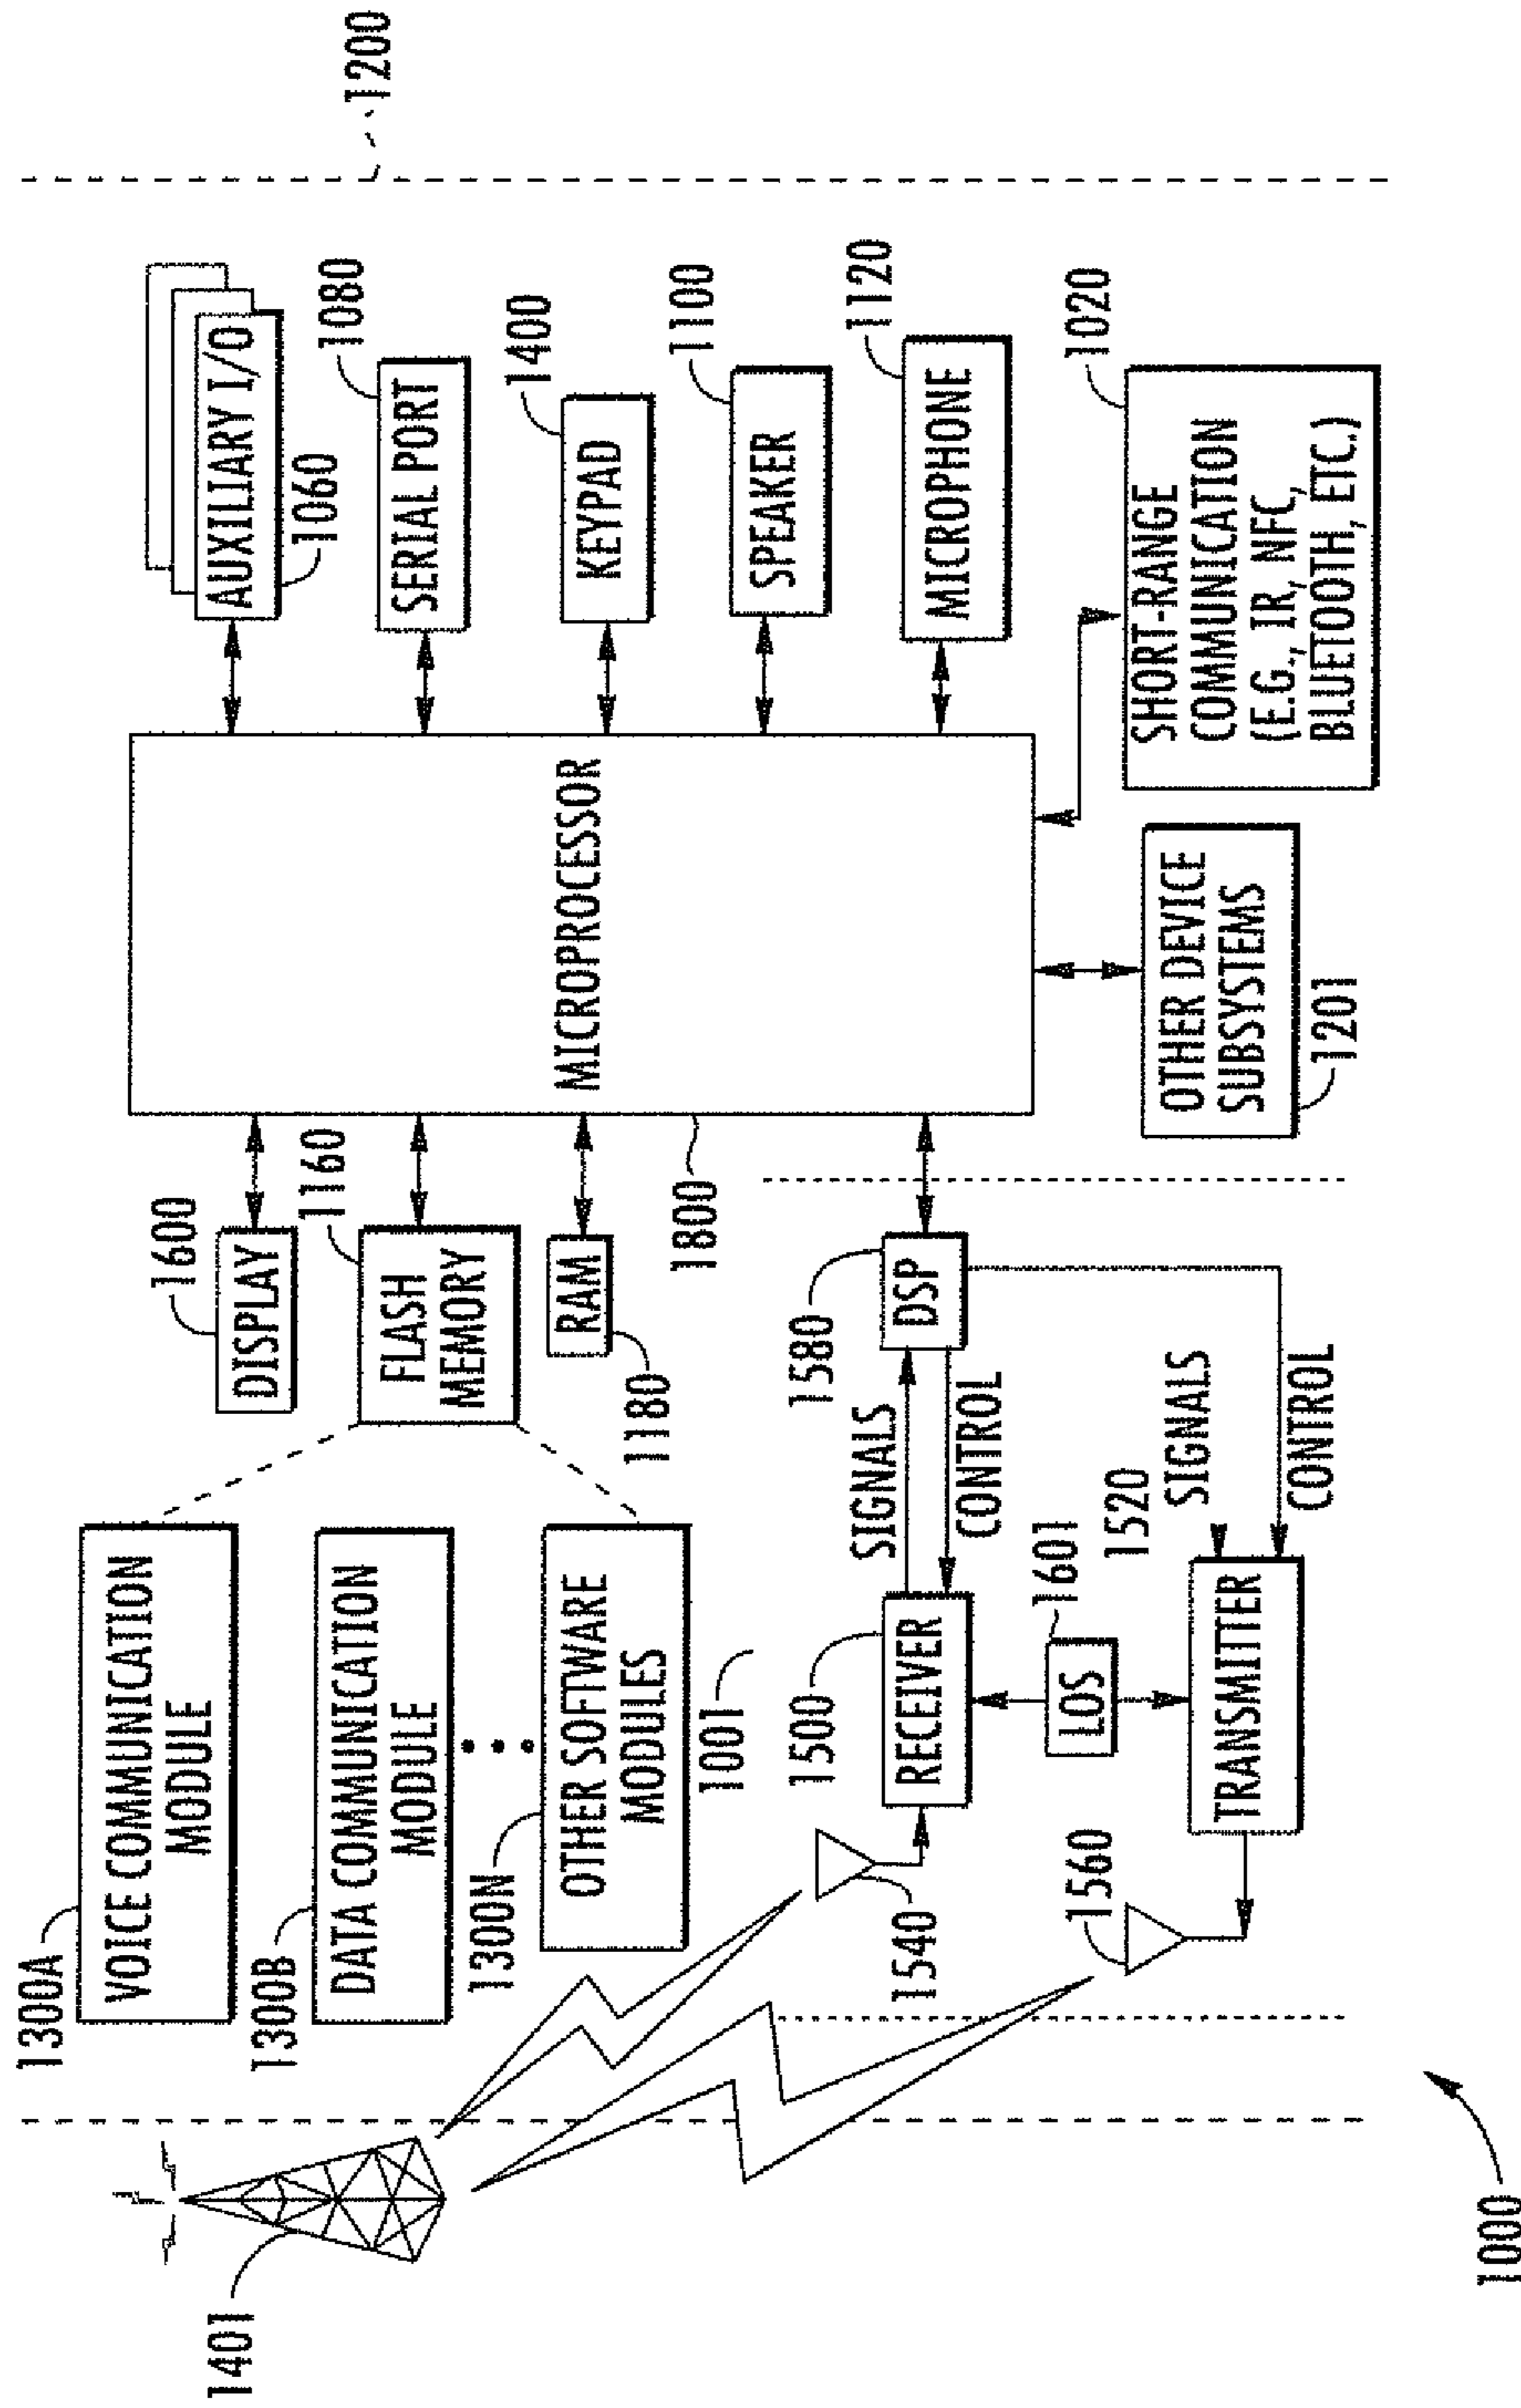 1401
1300A
VOICE COMMUNICATION
MODULE
1300B
DATA COMMUNICATION
MODULE
1300N
OTHER SOFTWARE
MODULES
1001
1600
DISPLAY
1160
FLASH
MEMORY
RAM
1180
1800
MICROPROCESSOR
AUXILIARY I/O
1060
SERIAL PORT
1080
KEYPAD
1400
SPEAKER
1100
MICROPHONE
1120
1200
1500
RECEIVER
SIGNALS
CONTROL
1580
DSP
1540
LOS
1601
1560
1520
TRANSMITTER
SIGNALS
CONTROL
OTHER DEVICE
SUBSYSTEMS
1201
SHORT-RANGE
COMMUNICATION
(E.G., IR, NFC,
BLUETOOTH, ETC.)
1020
1000